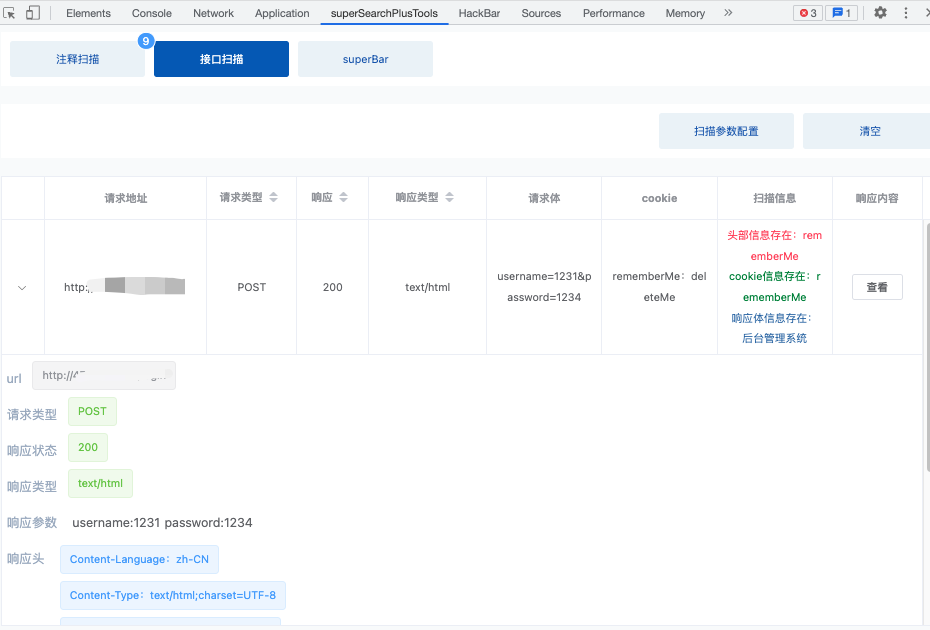 Elements Console Network Application superSearchPlusTools HackBar Sources Performance Memory » 3 1
注释扫描 9 接口扫描 superBar
扫描参数配置 清空
请求地址 请求类型 响应 响应类型 请求体 cookie 扫描信息 响应内容
头部信息存在：rem
emberMe
http: POST 200 text/html username=1231&p
assword=1234 rememberMe：del
eteMe cookie信息存在：r
ememberMe 查看
响应体信息存在：
后台管理系统
url http://
请求类型 POST
响应状态 200
响应类型 text/html
响应参数 username:1231 password:1234
响应头 Content-Language：zh-CN
Content-Type：text/html;charset=UTF-8